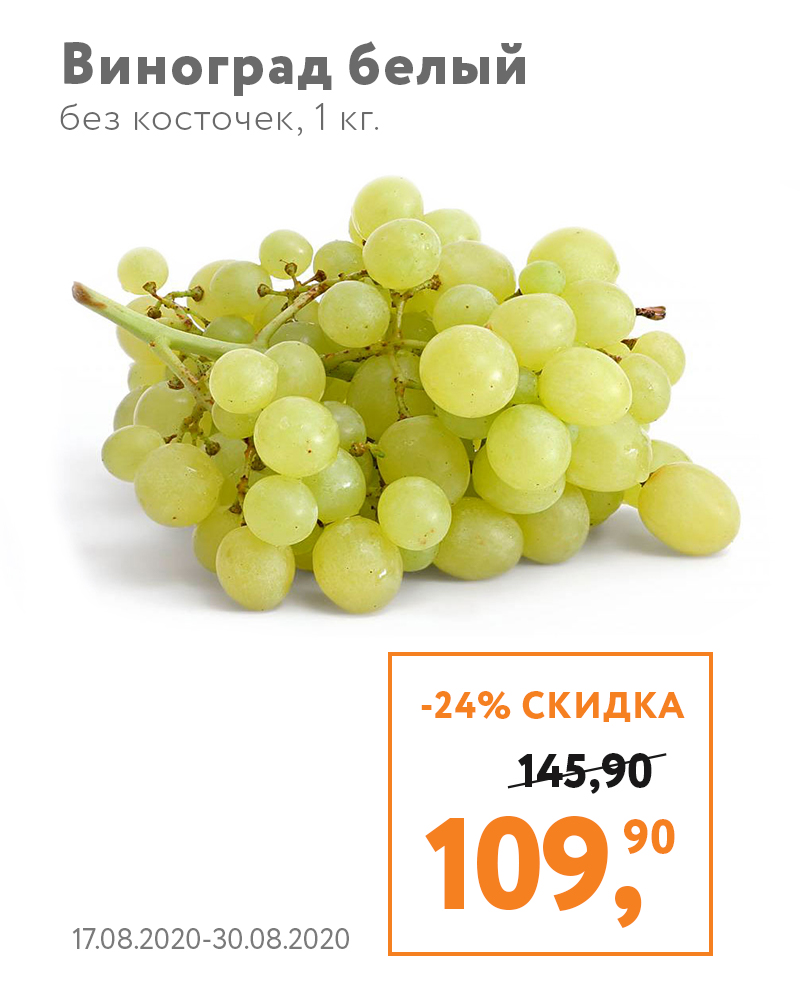 Виноград белый
без косточек, 1 кг.
-24% СКИДКА
145,90
109,90
17.08.2020-30.08.2020